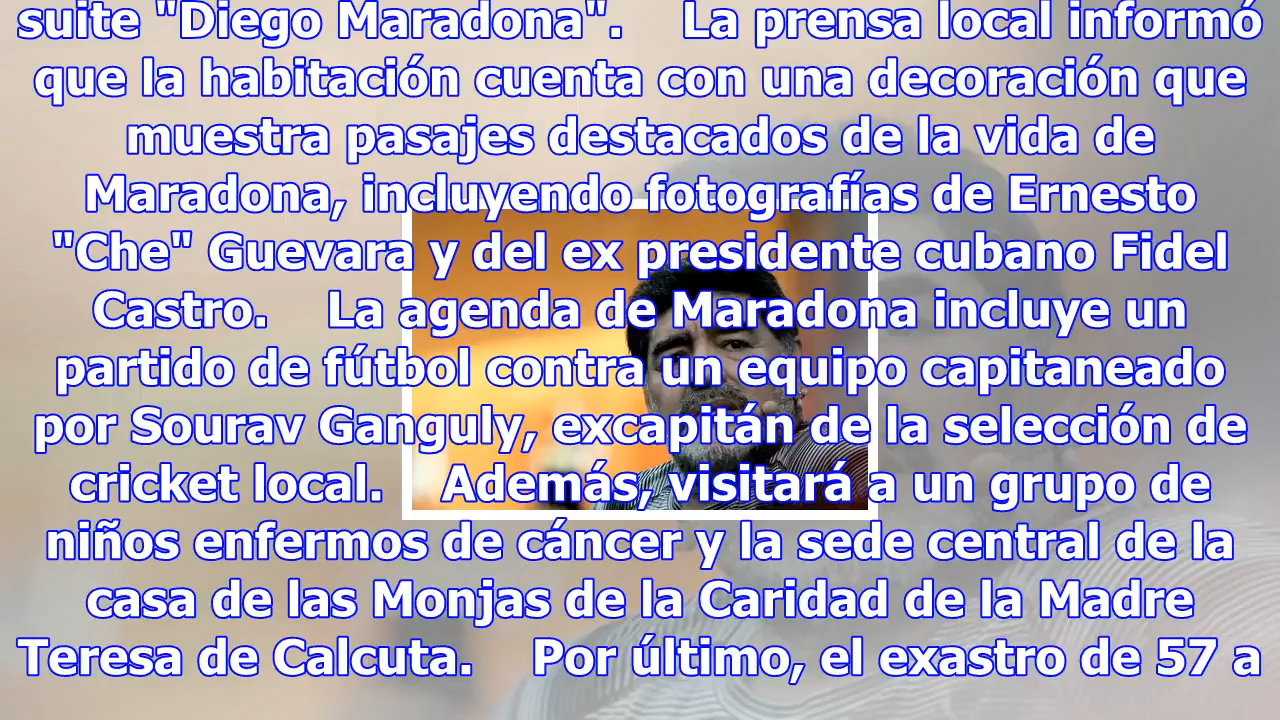 suite "Diego Maradona". La prensa local informó
que la habitación cuenta con una decoración que
muestra pasajes destacados de la vida de
Maradona, incluyendo fotografías de Ernesto
"Che" Guevara y del ex presidente cubano Fidel
Castro. La agenda de Maradona incluye un
partido de fútbol contra un equipo capitaneado
por Sourav Ganguly, excapitán de la selección de
cricket local. Además, visitará a un grupo de
niños enfermos de cáncer y la sede central de la
casa de las Monjas de la Caridad de la Madre
Teresa de Calcuta. Por último, el exastro de 57 a